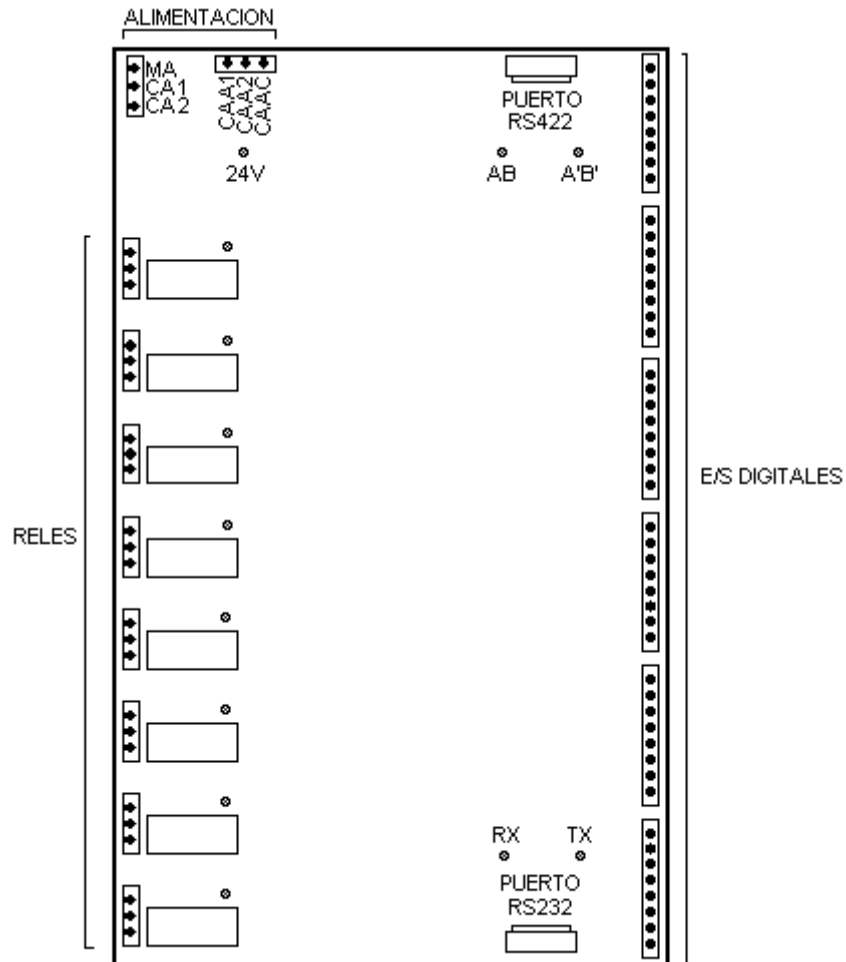 ALIMENTACION
MA
CA1
CA2
CAA1
CAA2
CAAC
24V
PUERTO
RS422
AB
A'B'
RELES
E/S DIGITALES
RX
TX
PUERTO
RS232